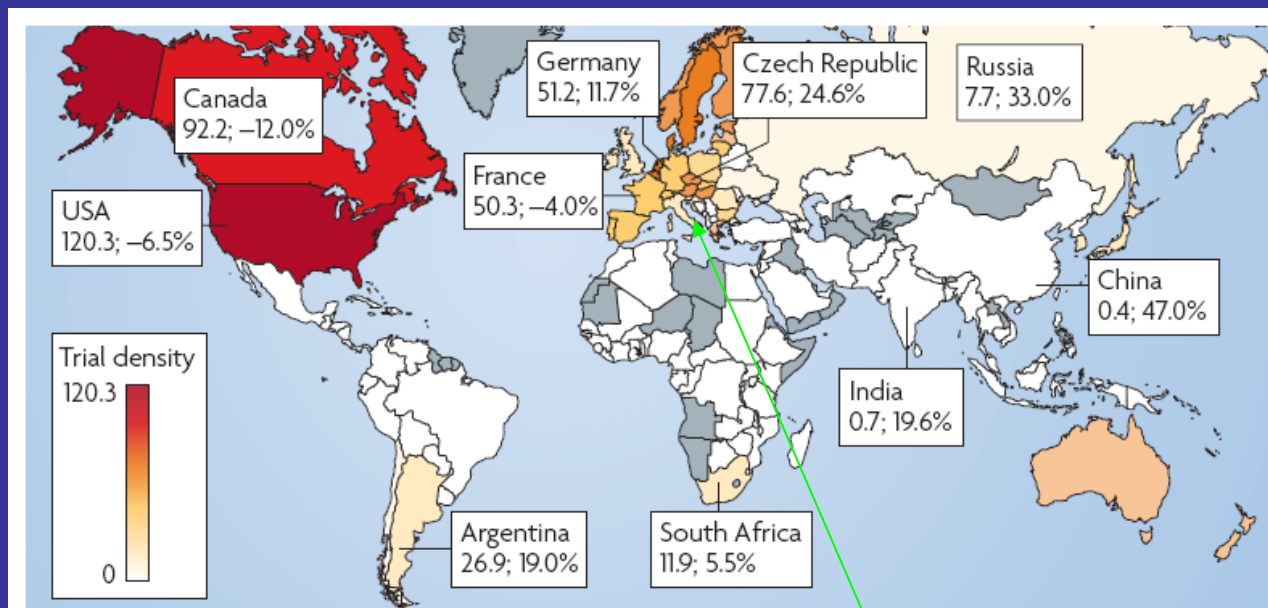 Germany
51.2; 11.7%
Czech Republic
77.6; 24.6%
Russia
7.7; 33.0%
Canada
92.2; –12.0%
France
50.3; –4.0%
USA
120.3; –6.5%
China
0.4; 47.0%
Trial density
120.3
0
India
0.7; 19.6%
Argentina
26.9; 19.0%
South Africa
11.9; 5.5%